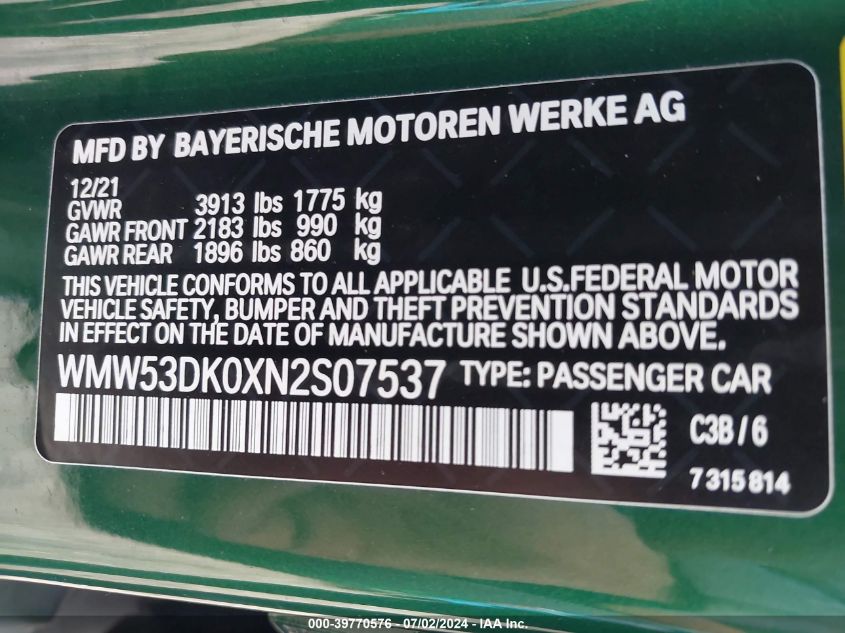 MFD BY BAYERISCHE MOTOREN WERKE AG
12/21
GVWR 3913 lbs 1775 kg
GAWR FRONT 2183 lbs 990 kg
GAWR REAR 1896 lbs 860 kg
THIS VEHICLE CONFORMS TO ALL APPLICABLE U.S.FEDERAL MOTOR
VEHICLE SAFETY, BUMPER AND THEFT PREVENTION STANDARDS
IN EFFECT ON THE DATE OF MANUFACTURE SHOWN ABOVE.
WMW53DK0XN2S07537 TYPE: PASSENGER CAR
C3B / 6
7 315 814
000-39770576 / 07/02/2024 / IAA Inc.